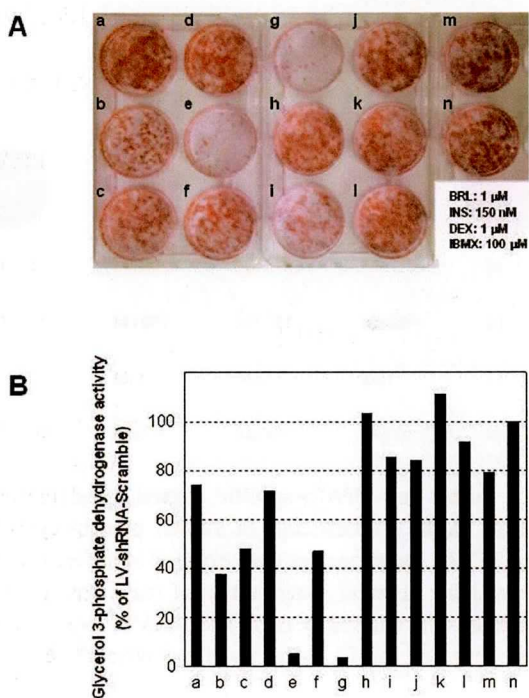 A
a d g j m
b e h k n
c f i l
BRL: 1 µM
INS: 150 nM
DEX: 1 µM
IBMX: 100 µM
B
Glycerol 3-phosphate dehydrogenase activity
(% of LV-shRNA-Scramble)
100
80
60
40
20
0
a b c d e f g h i j k l m n